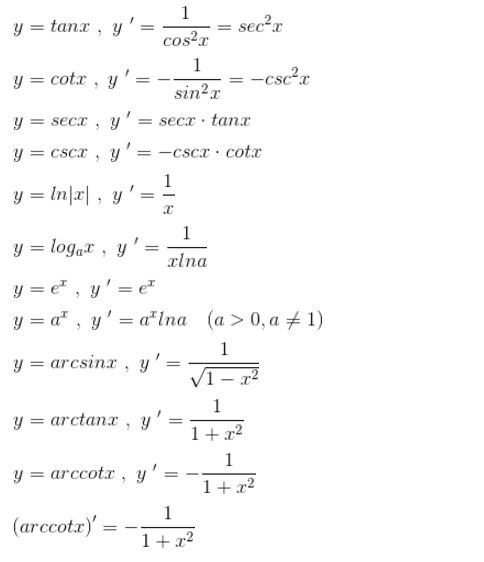 y = tanx , y ′ = 1/cos²x = sec²x
y = cotx , y ′ = −1/sin²x = −csc²x
y = secx , y ′ = secx · tanx
y = cscx , y ′ = −cscx · cotx
y = ln|x| , y ′ = 1/x
y = logₐx , y ′ = 1/xlna
y = eˣ , y ′ = eˣ
y = aˣ , y ′ = aˣlna (a > 0, a ≠ 1)
y = arcsinx , y ′ = 1/√(1 − x²)
y = arctanx , y ′ = 1/(1 + x²)
y = arccotx , y ′ = −1/(1 + x²)
(arccotx)′ = −1/(1 + x²)